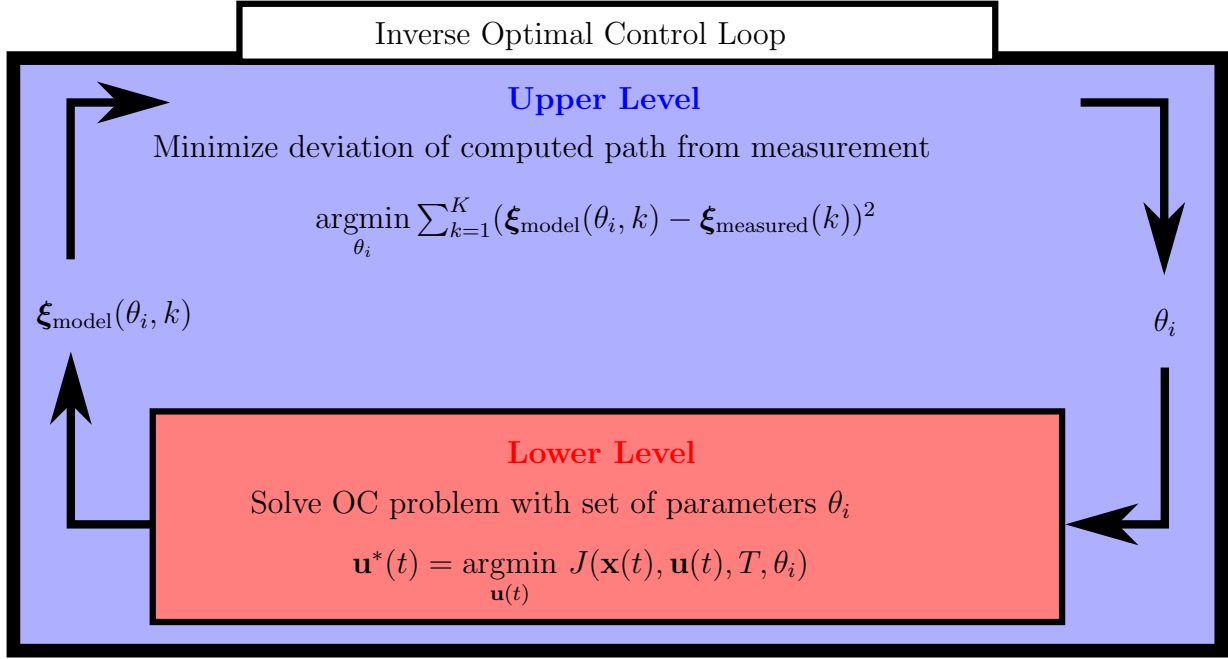 Inverse Optimal Control Loop
Upper Level
Minimize deviation of computed path from measurement
argmin_{θ_i} ∑_{k=1}^{K} (ξ_model(θ_i, k) − ξ_measured(k))²
ξ_model(θ_i, k)
θ_i
Lower Level
Solve OC problem with set of parameters θ_i
u*(t) = argmin_{u(t)} J(x(t), u(t), T, θ_i)